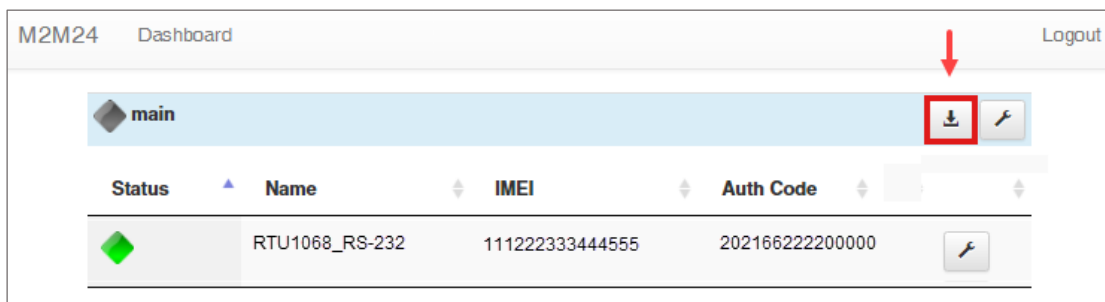 M2M24 Dashboard Logout
main
Status Name IMEI Auth Code
RTU1068_RS-232 111222333444555 202166222200000